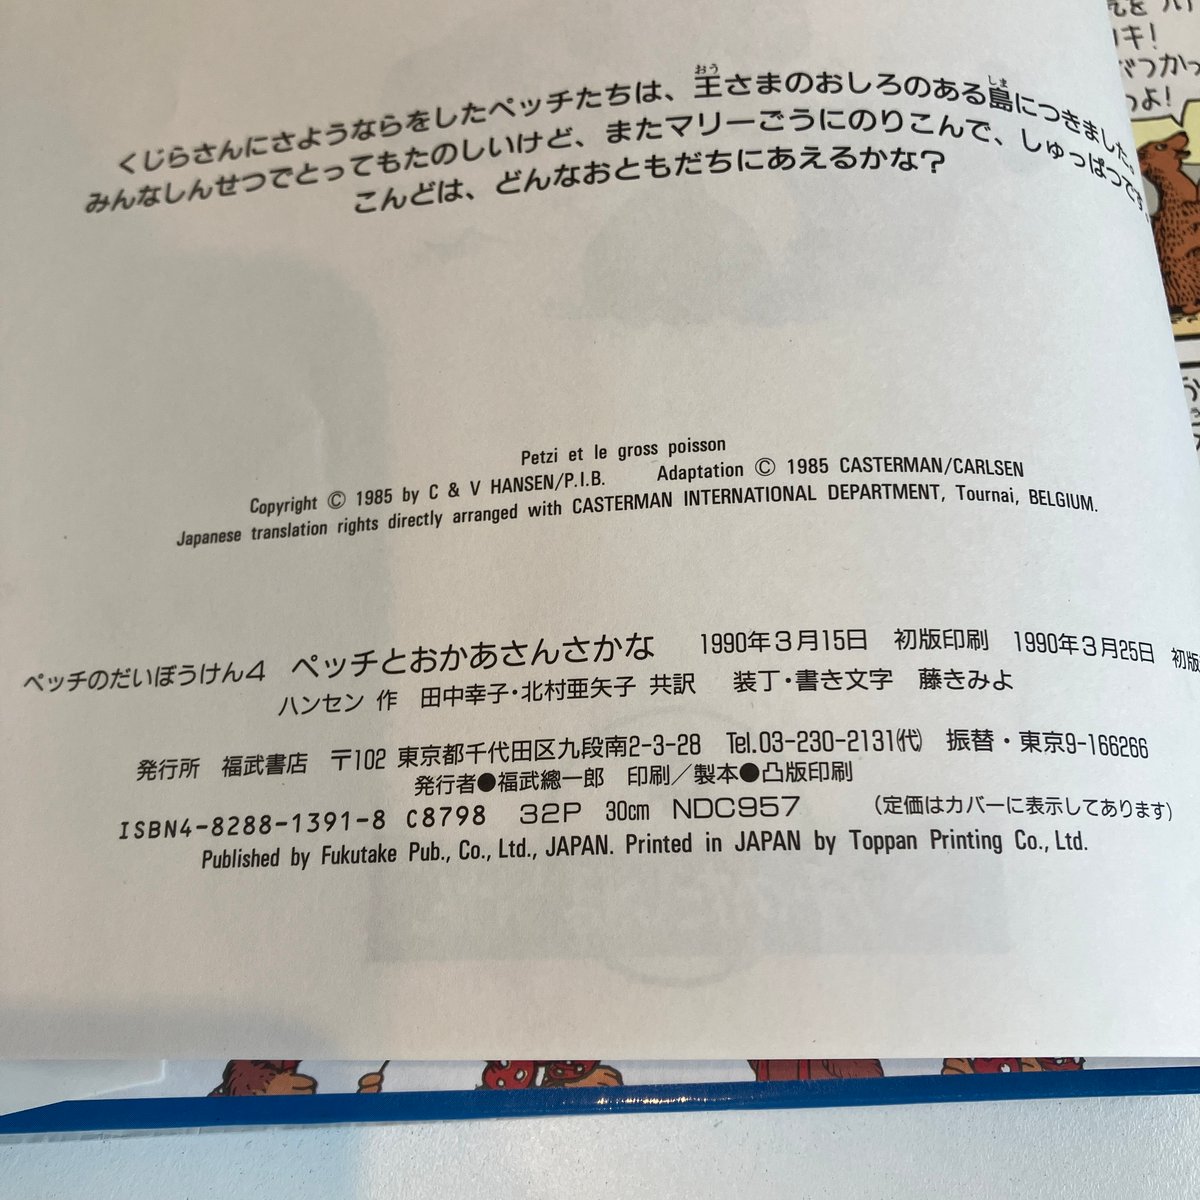 くじらさんにさようならをしたペッチたちは、王さまのおしろのある島につきました。
みんなしんせつでとってもたのしいけど、またマリーごうにのりこんで、しゅっぱつです。
こんどは、どんなおともだちにあえるかな？
Petzi et le gross poisson
Copyright © 1985 by C & V HANSEN/P.I.B. Adaptation © 1985 CASTERMAN/CARLSEN
Japanese translation rights directly arranged with CASTERMAN INTERNATIONAL DEPARTMENT, Tournai, BELGIUM.
ペッチのだいぼうけん4 ペッチとおかあさんさかな 1990年3月15日 初版印刷 1990年3月25日 初版
ハンセン 作 田中幸子・北村亜矢子 共訳 装丁・書き文字 藤きみよ
発行所 福武書店 〒102 東京都千代田区九段南2-3-28 Tel.03-230-2131㈹ 振替・東京9-166266
発行者●福武總一郎 印刷／製本●凸版印刷
ISBN4-8288-1391-8 C8798 32P 30cm NDC957 （定価はカバーに表示してあります）
Published by Fukutake Pub., Co., Ltd., JAPAN. Printed in JAPAN by Toppan Printing Co., Ltd.
キ！
よ！